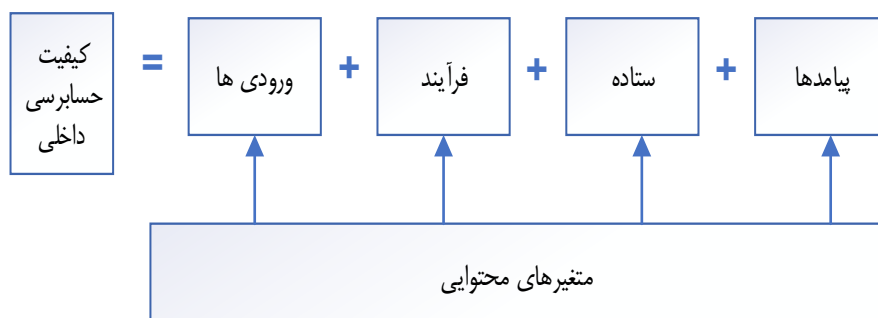 کیفیت
حسابرسی
داخلی
=
ورودی ها
+
فرآیند
+
ستاده
+
پیامدها
متغیرهای محتوایی